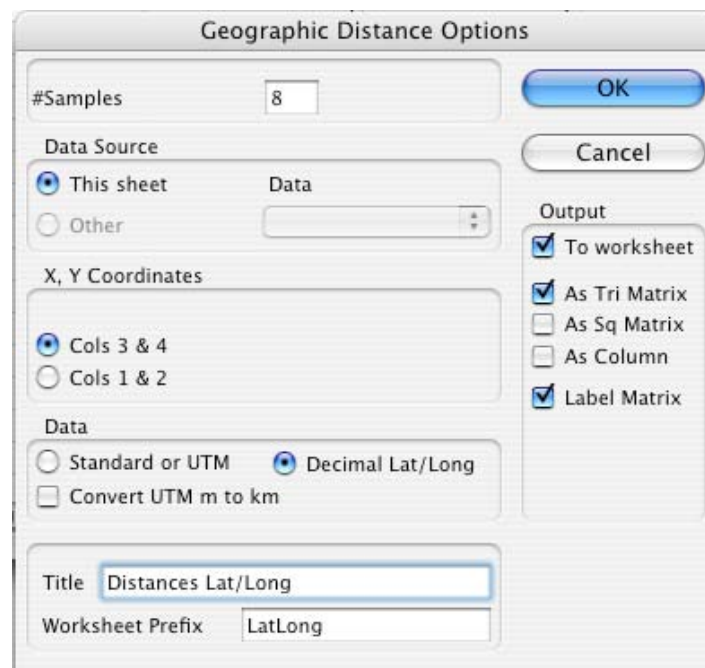 Geographic Distance Options
#Samples 8
OK
Cancel
Data Source
This sheet Data
Other
X, Y Coordinates
Cols 3 & 4
Cols 1 & 2
Data
Standard or UTM Decimal Lat/Long
Convert UTM m to km
Output
To worksheet
As Tri Matrix
As Sq Matrix
As Column
Label Matrix
Title Distances Lat/Long
Worksheet Prefix LatLong